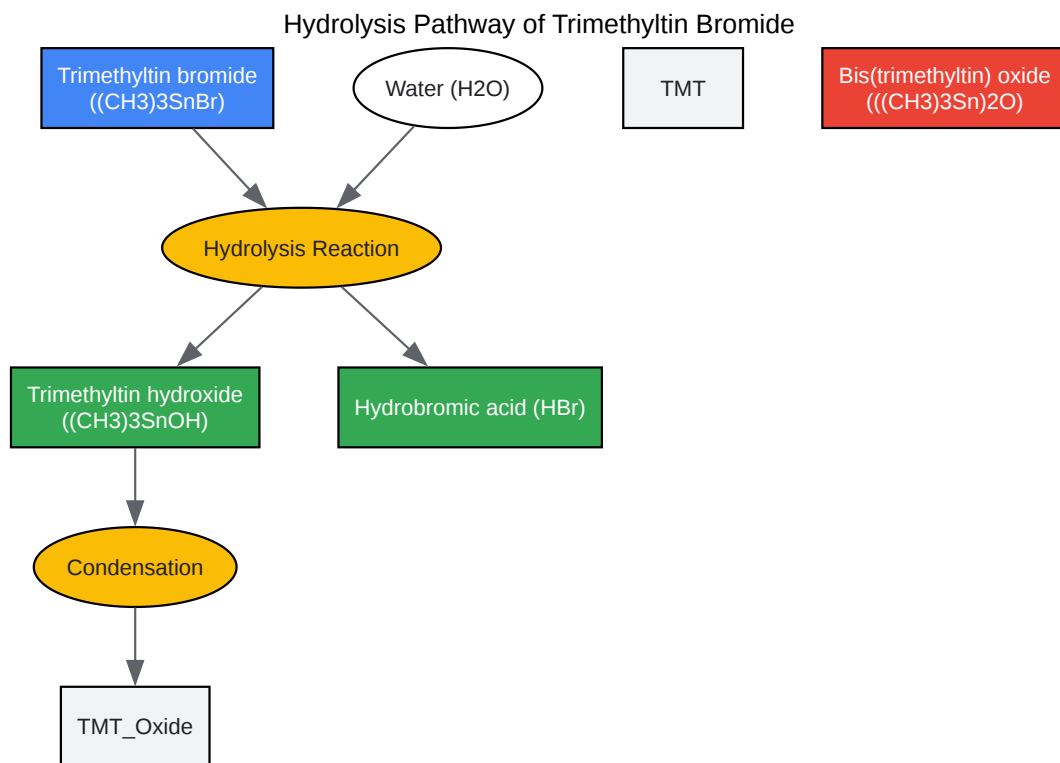 Hydrolysis Pathway of Trimethyltin Bromide
Trimethyltin bromide
((CH3)3SnBr)
Water (H2O)
TMT
Bis(trimethyltin) oxide
(((CH3)3Sn)2O)
Hydrolysis Reaction
Trimethyltin hydroxide
((CH3)3SnOH)
Hydrobromic acid (HBr)
Condensation
TMT_Oxide